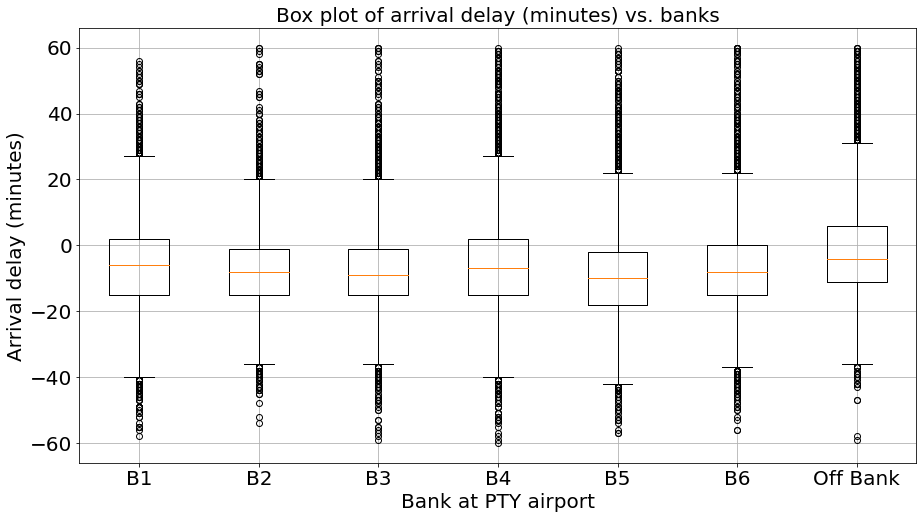 Box plot of arrival delay (minutes) vs. banks
Arrival delay (minutes)
60
40
20
0
−20
−40
−60
B1 B2 B3 B4 B5 B6 Off Bank
Bank at PTY airport